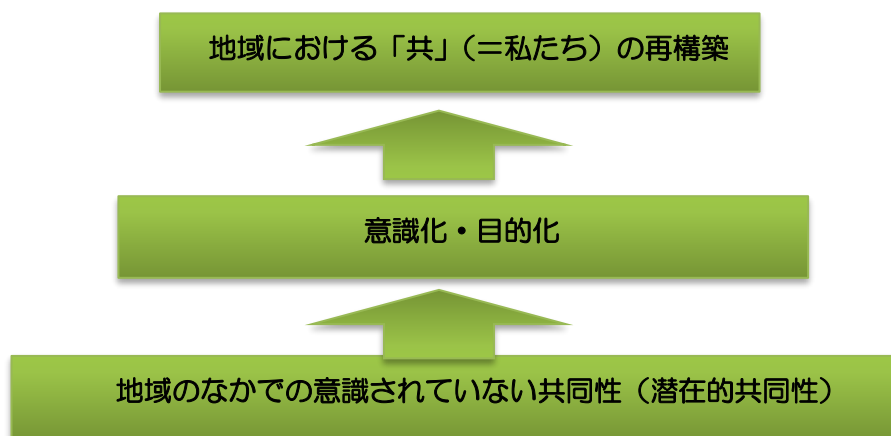 地域における「共」（＝私たち）の再構築
意識化・目的化
地域のなかでの意識されていない共同性（潜在的共同性）